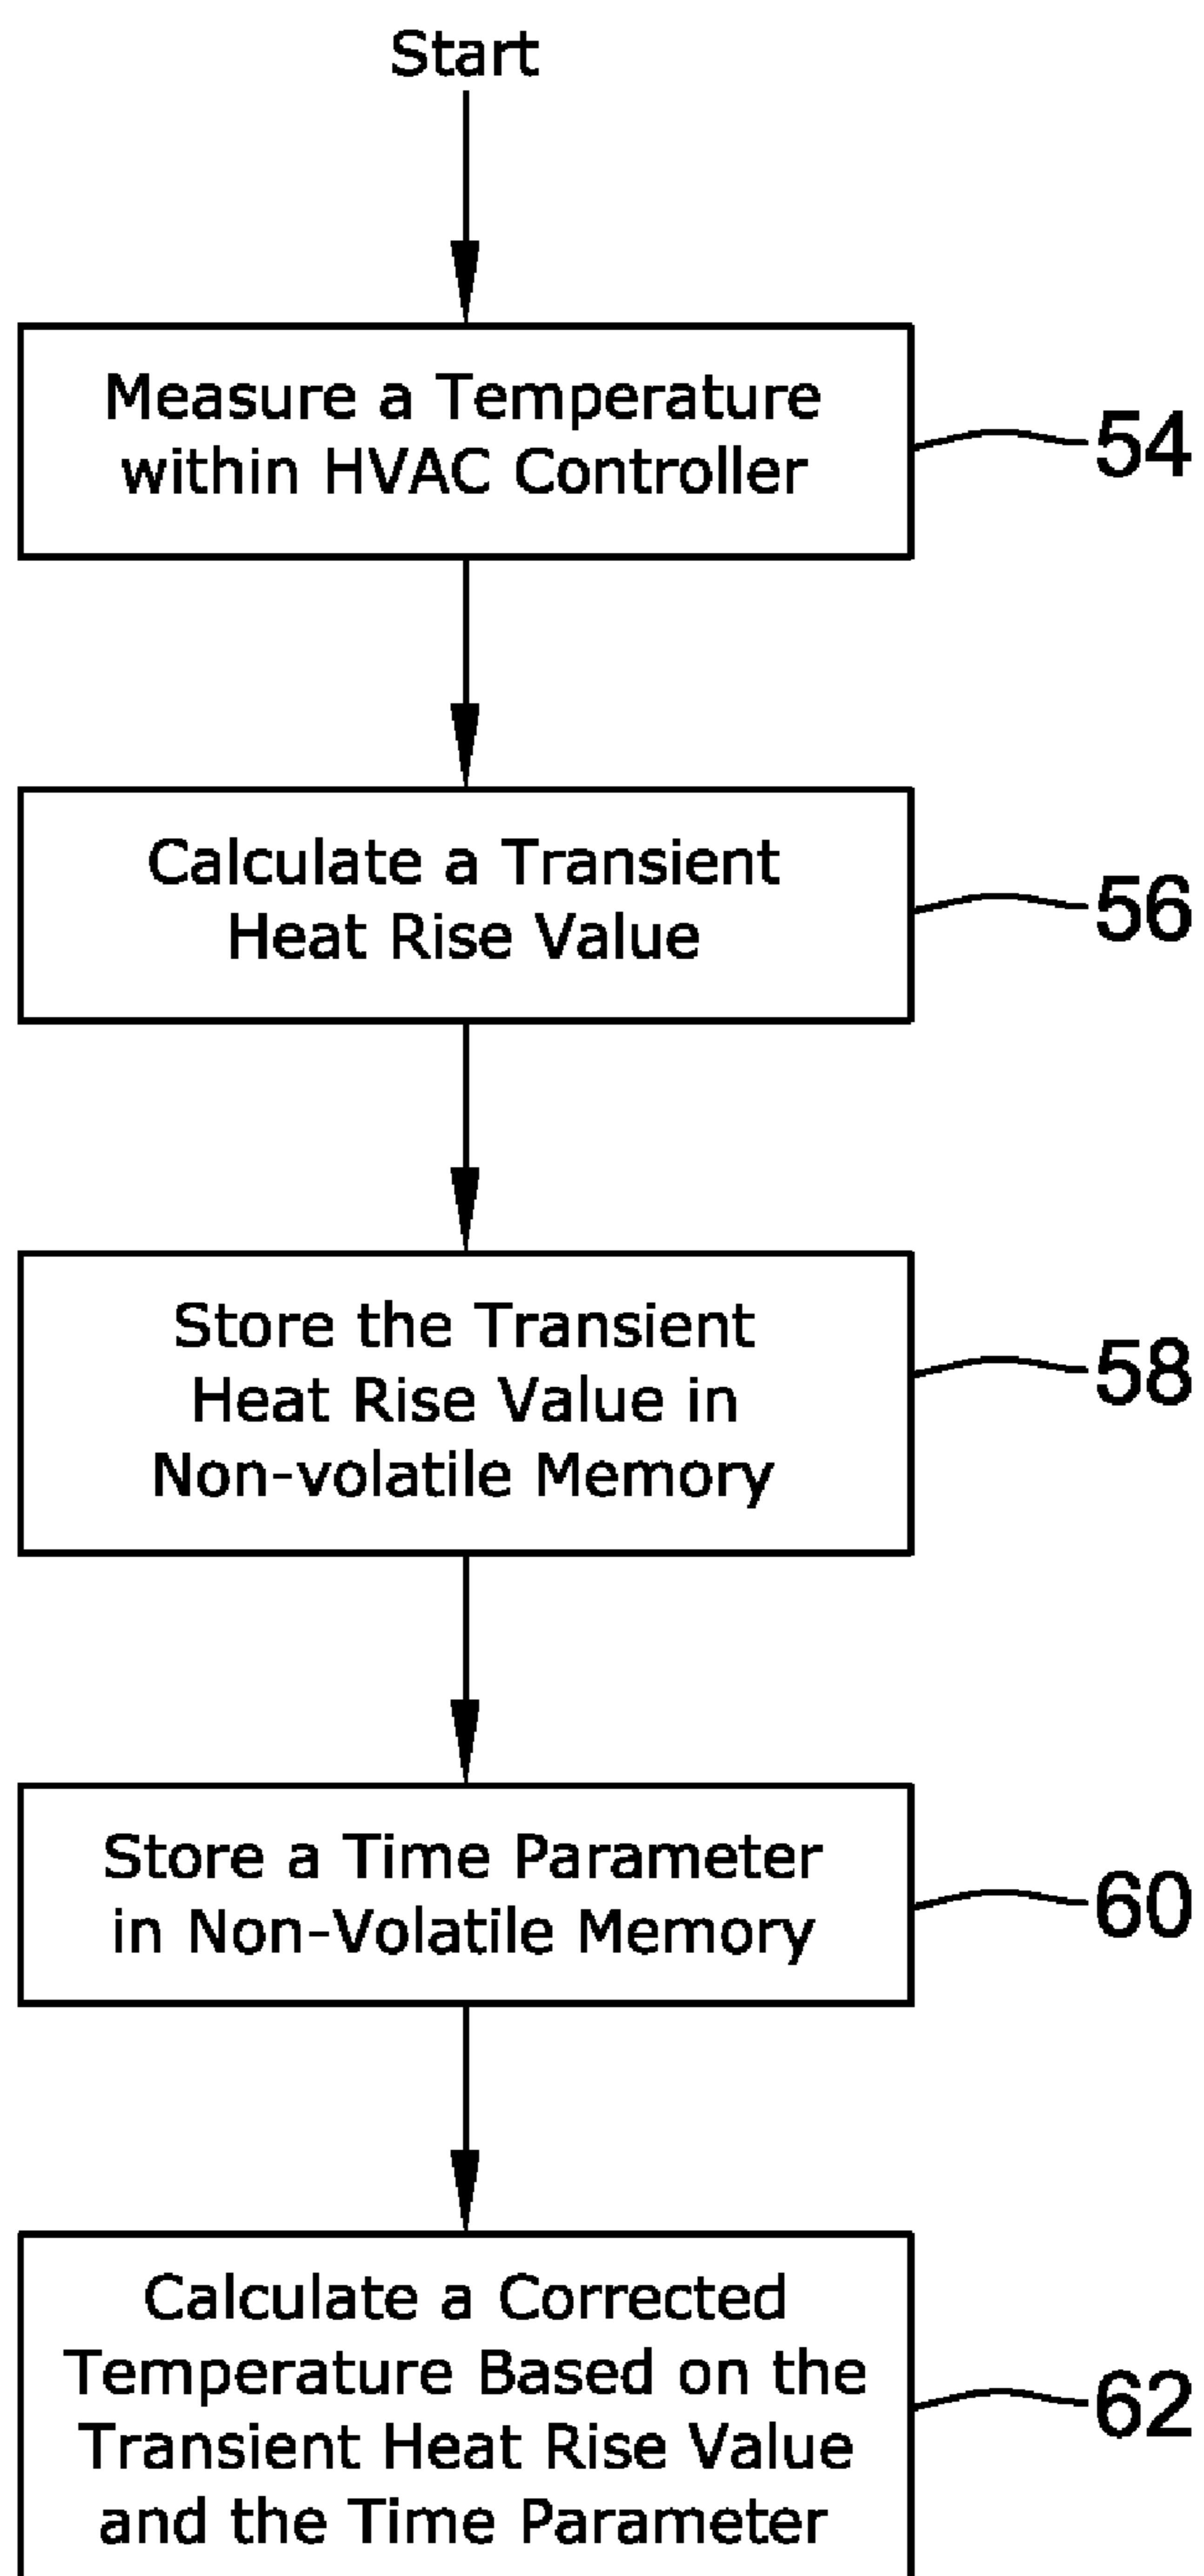 Start
Measure a Temperature
within HVAC Controller
54
Calculate a Transient
Heat Rise Value
56
Store the Transient
Heat Rise Value in
Non-volatile Memory
58
Store a Time Parameter
in Non-Volatile Memory
60
Calculate a Corrected
Temperature Based on the
Transient Heat Rise Value
and the Time Parameter
62